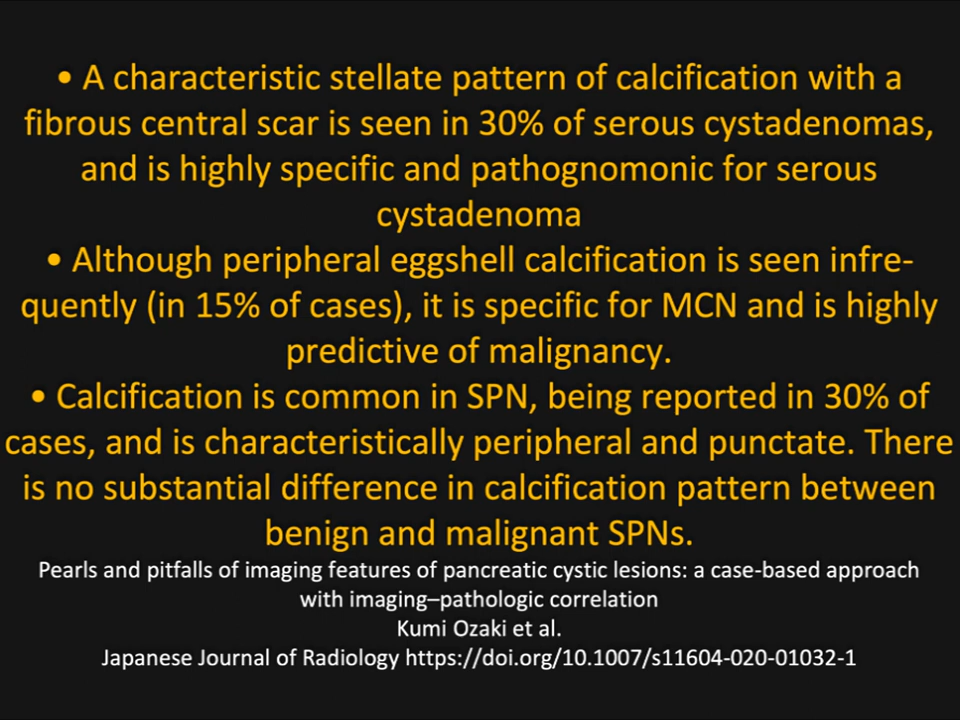 • A characteristic stellate pattern of calcification with a
fibrous central scar is seen in 30% of serous cystadenomas,
and is highly specific and pathognomonic for serous
cystadenoma
• Although peripheral eggshell calcification is seen infre-
quently (in 15% of cases), it is specific for MCN and is highly
predictive of malignancy.
• Calcification is common in SPN, being reported in 30% of
cases, and is characteristically peripheral and punctate. There
is no substantial difference in calcification pattern between
benign and malignant SPNs.
Pearls and pitfalls of imaging features of pancreatic cystic lesions: a case-based approach
with imaging–pathologic correlation
Kumi Ozaki et al.
Japanese Journal of Radiology https://doi.org/10.1007/s11604-020-01032-1